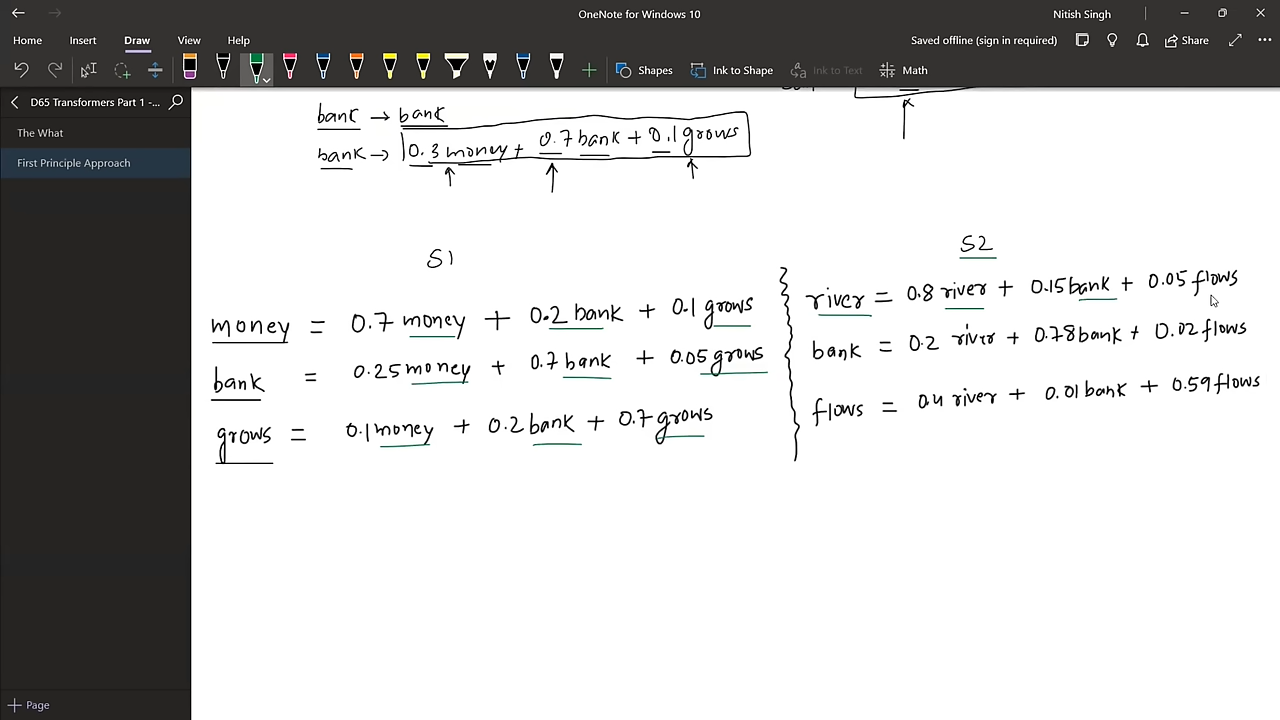 OneNote for Windows 10
Nitish Singh
Home Insert Draw View Help
Saved offline (sign in required)
Share
Shapes
Ink to Shape
Ink to Text
Math
D65 Transformers Part 1 -...
The What
First Principle Approach
bank → bank
bank → 0.3 money + 0.7 bank + 0.1 grows
S1
money = 0.7 money + 0.2 bank + 0.1 grows
bank = 0.25 money + 0.7 bank + 0.05 grows
grows = 0.1 money + 0.2 bank + 0.7 grows
S2
river = 0.8 river + 0.15 bank + 0.05 flows
bank = 0.2 river + 0.78 bank + 0.02 flows
flows = 0.4 river + 0.01 bank + 0.59 flows
Page